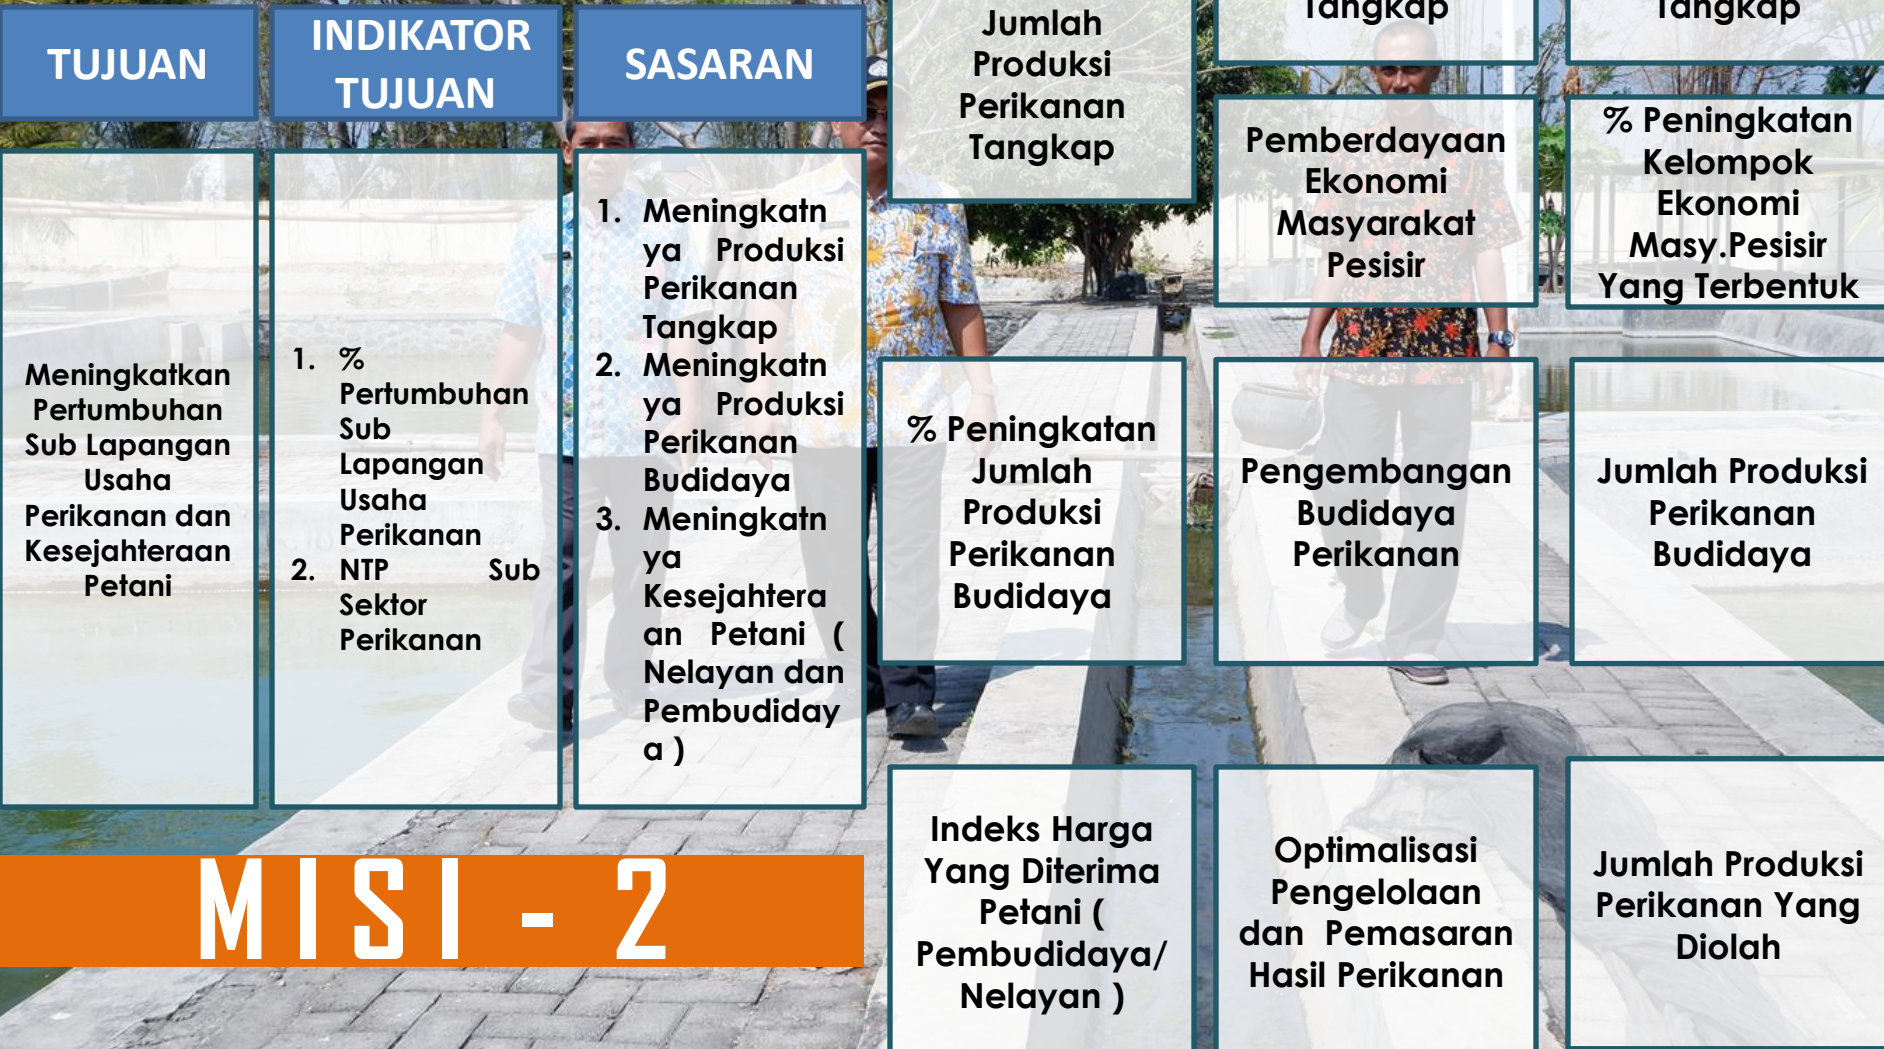 TUJUAN
INDIKATOR
TUJUAN
SASARAN
Meningkatkan
Pertumbuhan
Sub Lapangan
Usaha
Perikanan dan
Kesejahteraan
Petani
1. %
Pertumbuhan
Sub
Lapangan
Usaha
Perikanan
2. NTP Sub
Sektor
Perikanan
1. Meningkatn
ya Produksi
Perikanan
Tangkap
2. Meningkatn
ya Produksi
Perikanan
Budidaya
3. Meningkatn
ya
Kesejahtera
an Petani (
Nelayan dan
Pembudiday
a )
Jumlah
Produksi
Perikanan
Tangkap
Tangkap
Tangkap
Pemberdayaan
Ekonomi
Masyarakat
Pesisir
% Peningkatan
Kelompok
Ekonomi
Masy.Pesisir
Yang Terbentuk
% Peningkatan
Jumlah
Produksi
Perikanan
Budidaya
Pengembangan
Budidaya
Perikanan
Jumlah Produksi
Perikanan
Budidaya
Indeks Harga
Yang Diterima
Petani (
Pembudidaya/
Nelayan )
Optimalisasi
Pengelolaan
dan Pemasaran
Hasil Perikanan
Jumlah Produksi
Perikanan Yang
Diolah
MISI - 2